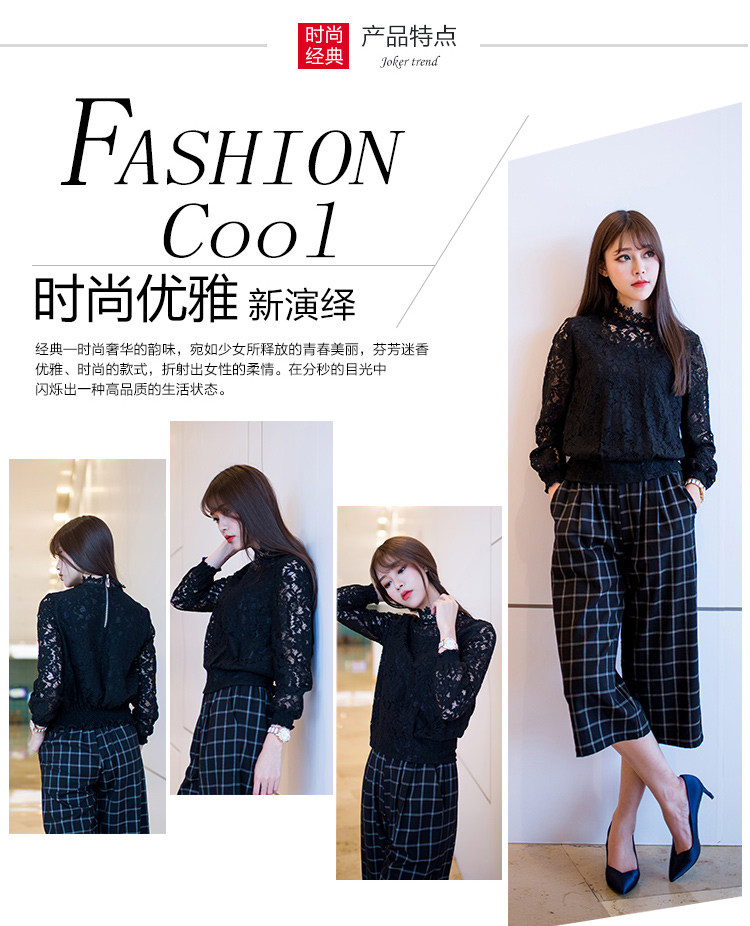 时尚
经典
产品特点
Joker trend
FASHION
Cool
时尚优雅 新演绎
经典一时尚奢华的韵味，宛如少女所释放的青春美丽，芬芳迷香
优雅、时尚的款式，折射出女性的柔情。在分秒的目光中
闪烁出一种高品质的生活状态。